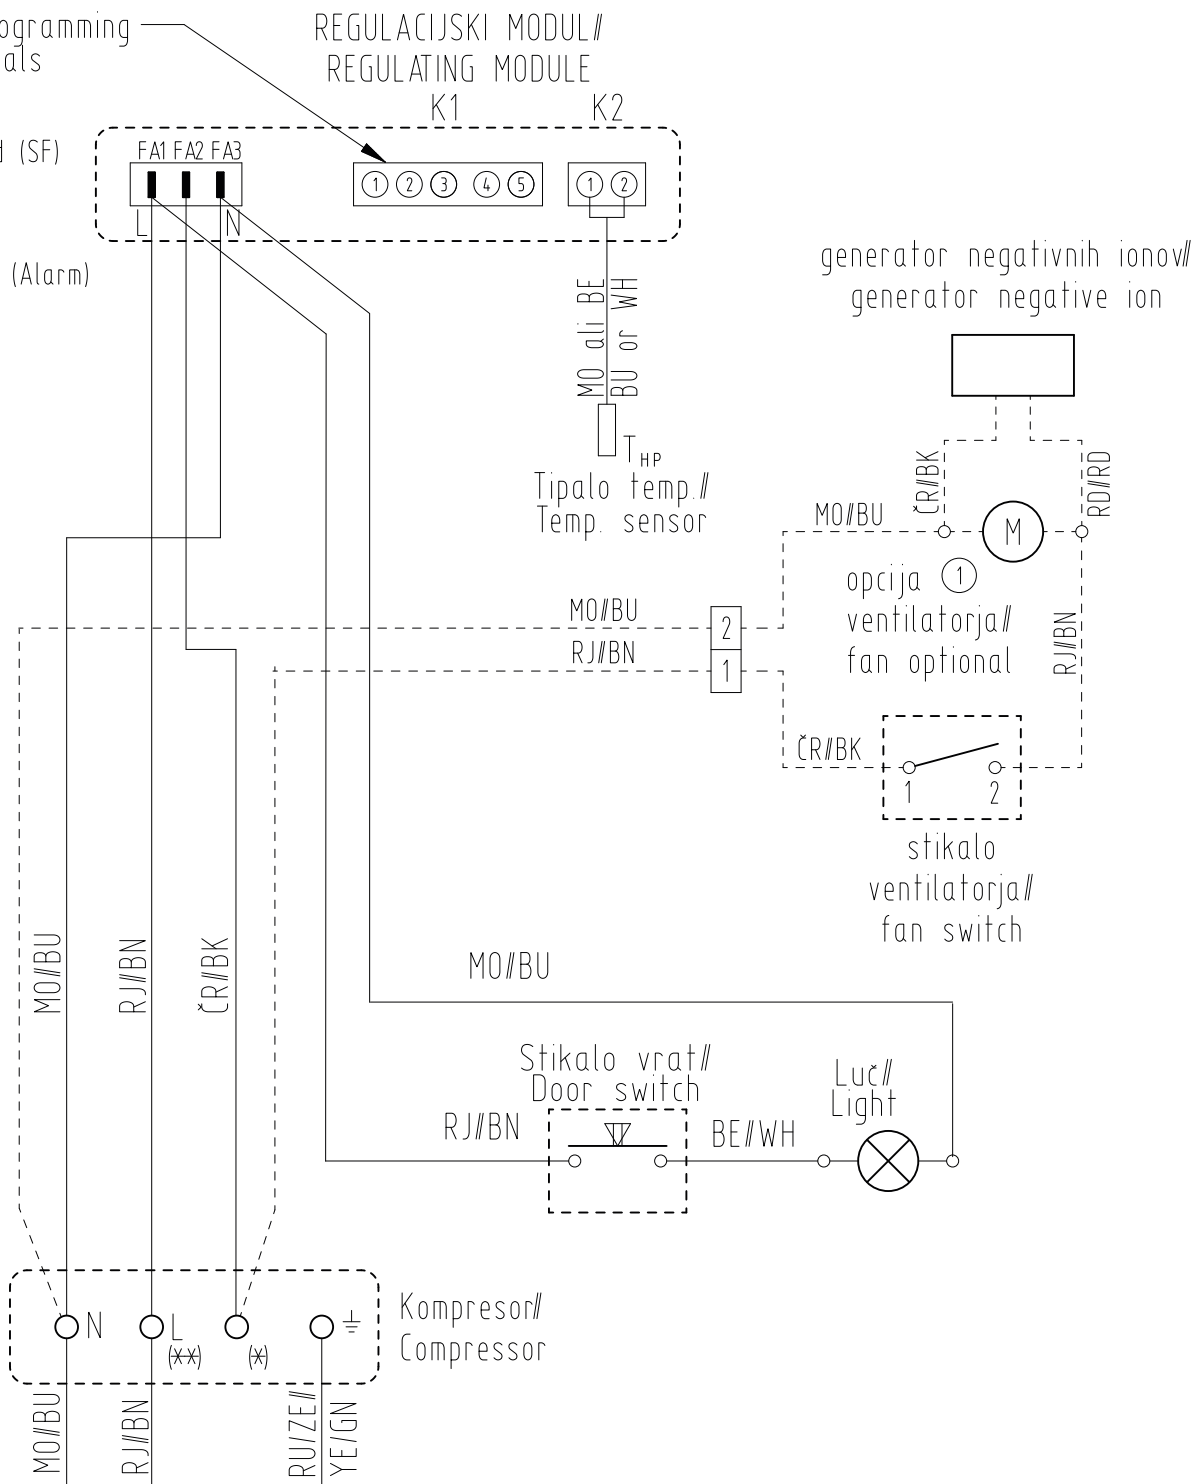 ogramming
als
REGULACIJSKI MODUL//
REGULATING MODULE
K1
K2
(SF)
FA1 FA2 FA3
1 2 3 4 5
1 2
L
N
(Alarm)
MO ali BE
BU or WH
THP
Tipalo temp.//
Temp. sensor
generator negativnih ionov//
generator negative ion
ČR//BK
RD//RD
MO//BU
M
opcija 1
ventilatorja//
fan optional
RJ//BN
MO//BU
2
RJ//BN
1
ČR//BK
1 2
stikalo
ventilatorja//
fan switch
MO//BU
RJ//BN
ČR//BK
MO//BU
Stikalo vrat//
Door switch
Luč//
Light
RJ//BN
BE//WH
N
L
(**)
(*)
Kompresor//
Compressor
MO//BU
RJ//BN
RU/ZE//
YE/GN